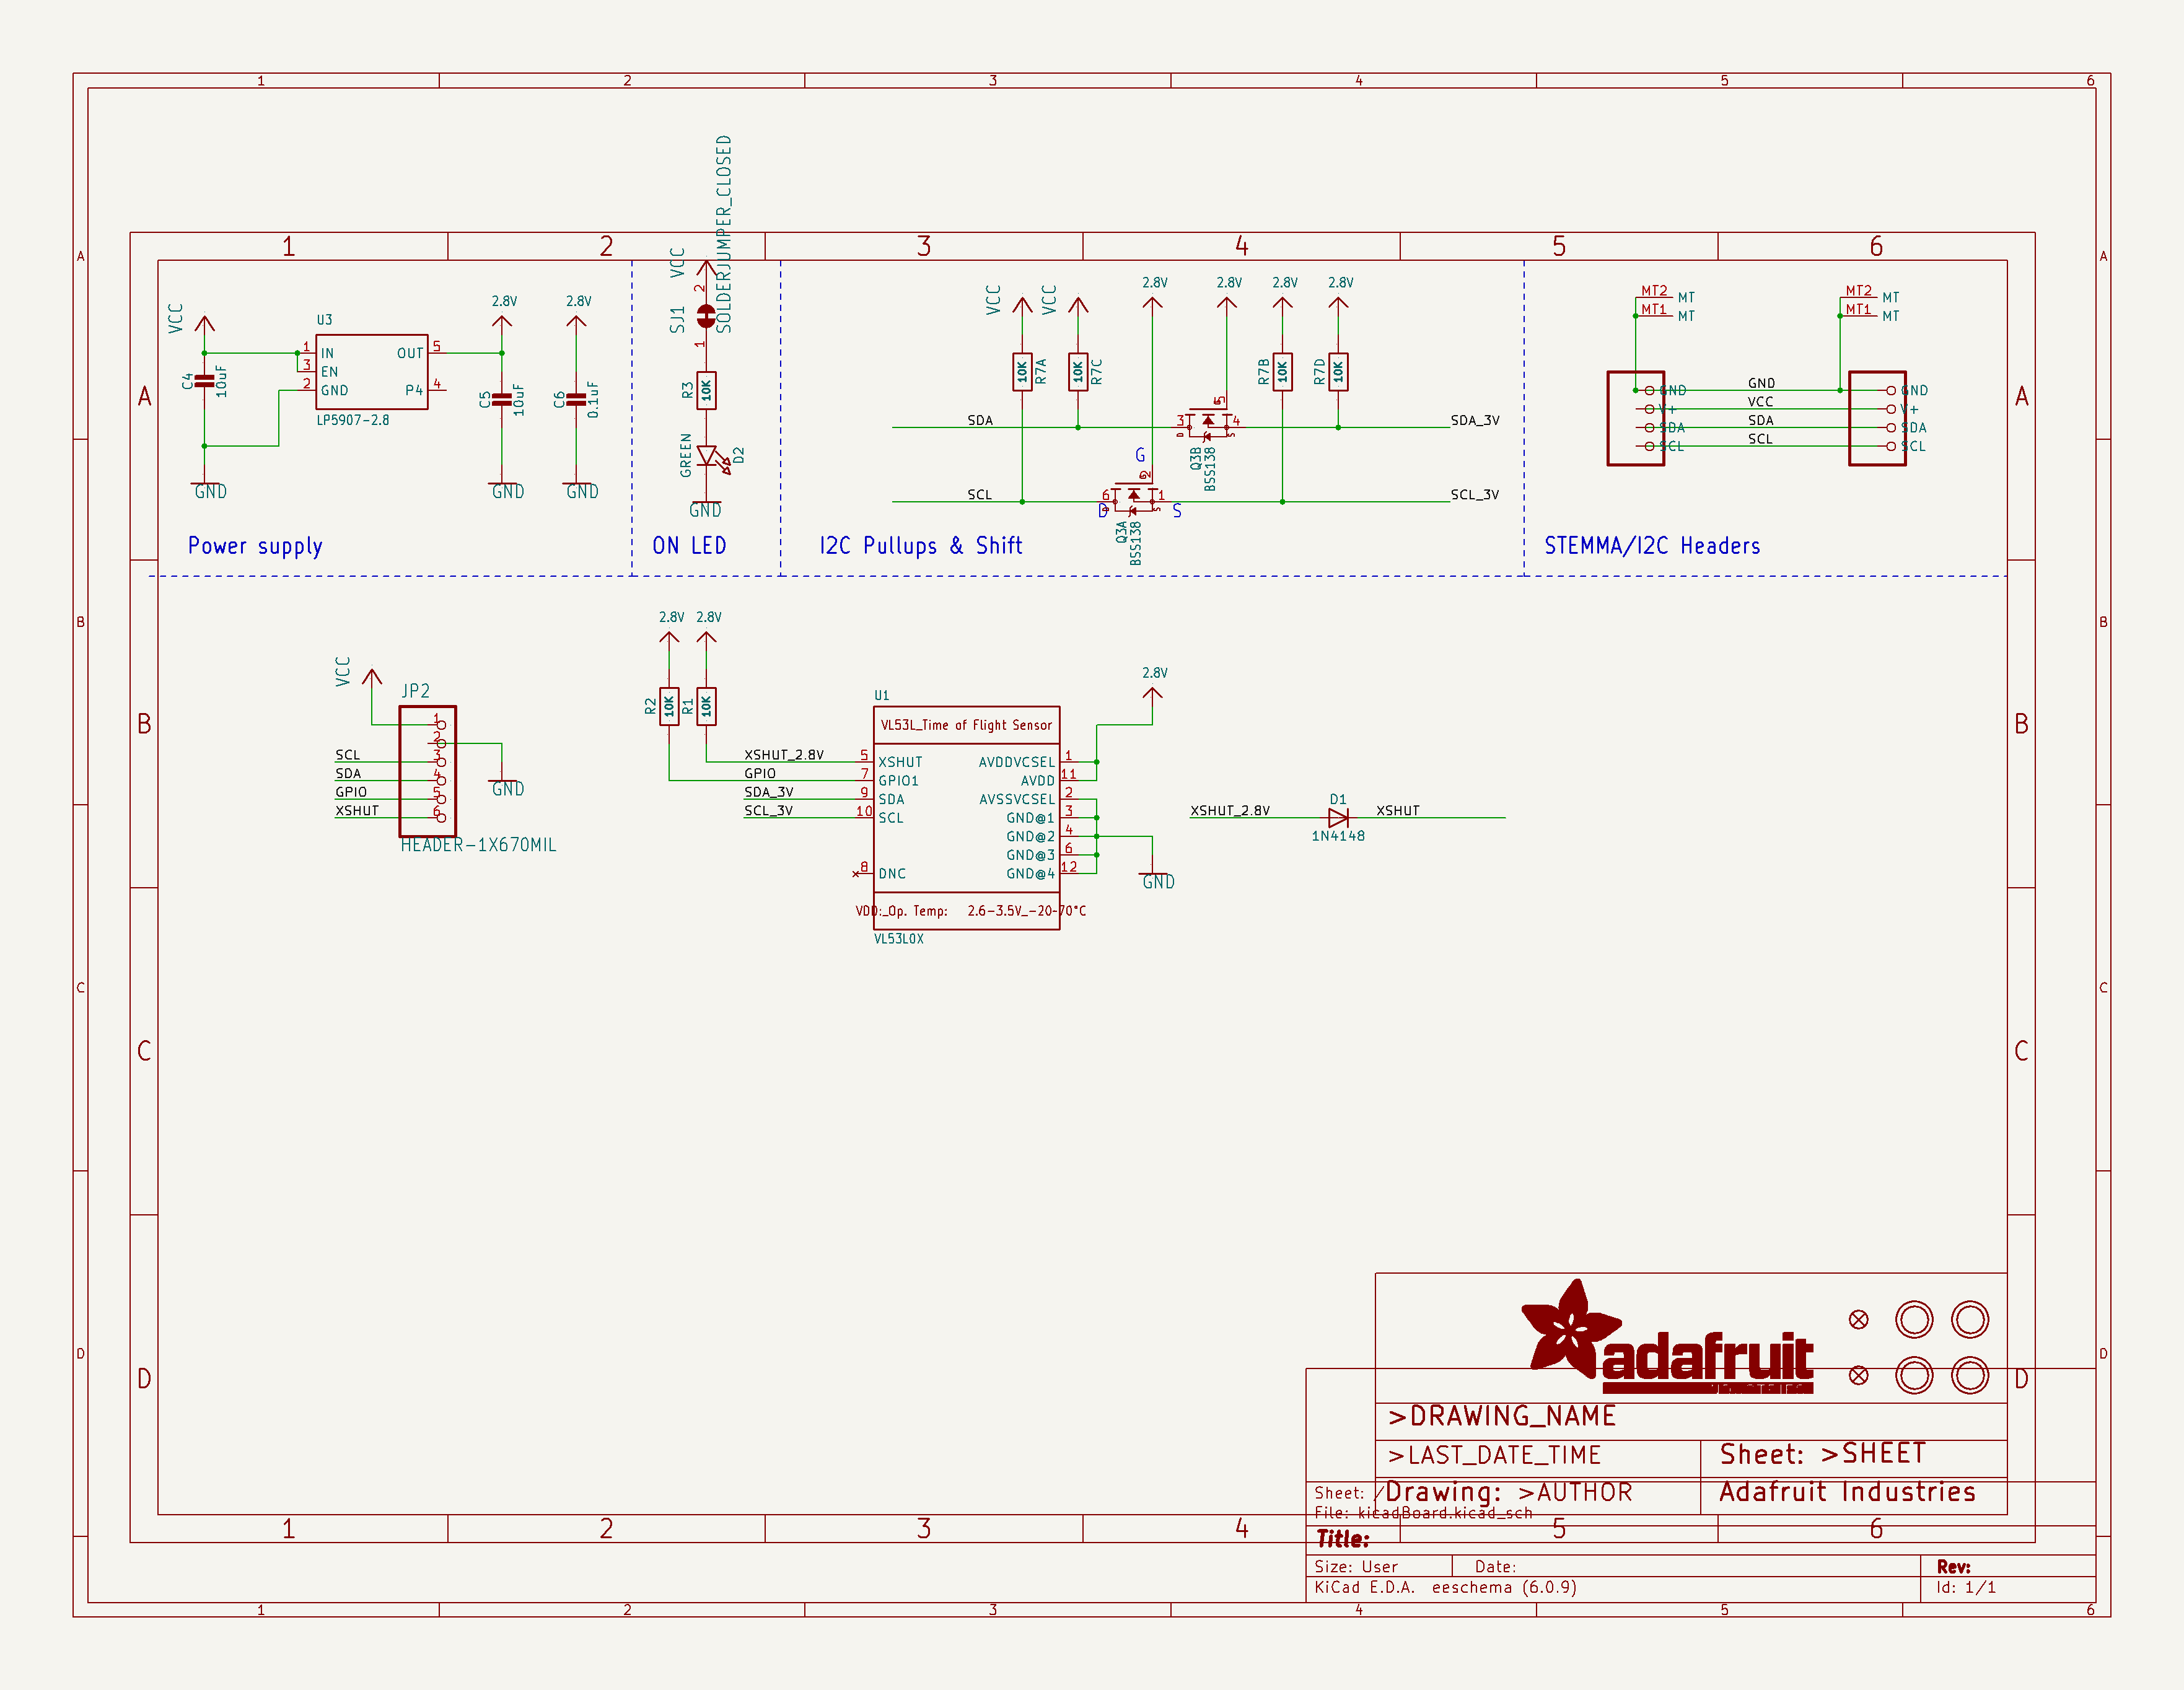 1 2 3 4 5 6
A
B
C
D
A
B
C
D
1 2 3 4 5 6
A
B
C
D
A
B
C
D
VCC
C4
10uF
GND
U3
1 IN
3 EN
2 GND
OUT 5
P4 4
LP5907-2.8
2.8V
C5
10uF
GND
2.8V
C6
0.1uF
GND
Power supply
VCC
SOLDERJUMPER_CLOSED
2
SJ1
1
R3
10K
GREEN
D2
GND
ON LED
VCC
VCC
2.8V
2.8V
2.8V
2.8V
10K
R7A
10K
R7C
R7B
10K
R7D
10K
SDA
3
D
5
G
4
S
SDA_3V
Q3B
BSS138
G
SCL
6
D
2
G
1
S
SCL_3V
D
S
Q3A
BSS138
I2C Pullups & Shift
MT2 MT
MT1 MT
MT2 MT
MT1 MT
GND
V+
SDA
SCL
GND
VCC
SDA
SCL
GND
V+
SDA
SCL
STEMMA/I2C Headers
VCC
JP2
1
2
SCL 3
SDA 4
GPIO 5
XSHUT 6
GND
HEADER-1X670MIL
2.8V 2.8V
R2
10K
R1
10K
XSHUT_2.8V
GPIO
SDA_3V
SCL_3V
U1
VL53L_Time of Flight Sensor
5 XSHUT
7 GPIO1
9 SDA
10 SCL
8 DNC
AVDDVCSEL 1
AVDD 11
AVSSVCSEL 2
GND@1 3
GND@2 4
GND@3 6
GND@4 12
VDD:_Op. Temp: 2.6-3.5V_-20-70°C
VL53L0X
2.8V
GND
XSHUT_2.8V
D1
1N4148
XSHUT
adafruit
>DRAWING_NAME
>LAST_DATE_TIME
Sheet: >SHEET
Drawing: >AUTHOR
Adafruit Industries
Sheet: /
File: kicadBoard.kicad_sch
Title:
Size: User
Date:
Rev:
KiCad E.D.A. eeschema (6.0.9)
Id: 1/1
1 2 3 4 5 6
1 2 3 4 5 6